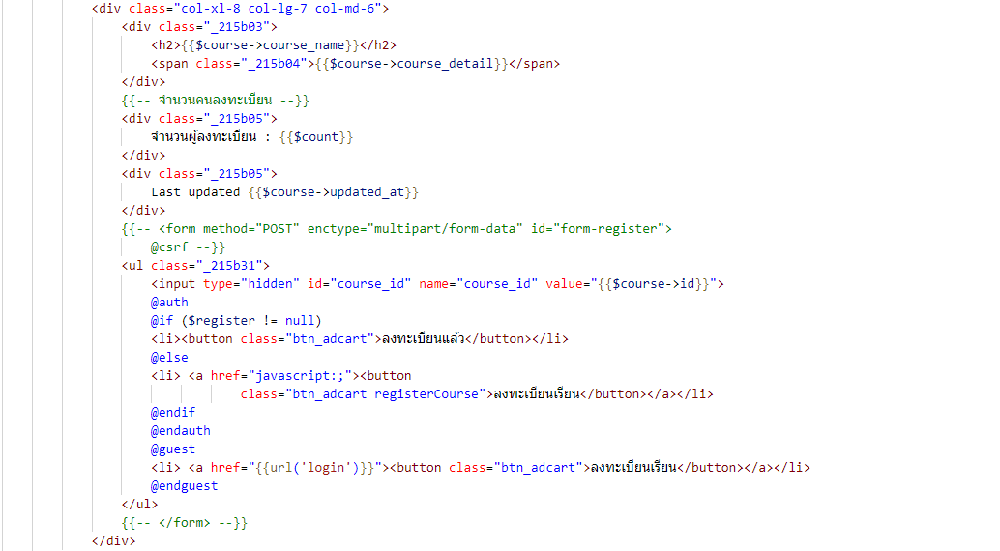 <div class="col-xl-8 col-lg-7 col-md-6">
<div class="_215b03">
<h2>{{$course->course_name}}</h2>
<span class="_215b04">{{$course->course_detail}}</span>
</div>
{{-- จำนวนคนลงทะเบียน --}}
<div class="_215b05">
จำนวนผู้ลงทะเบียน : {{$count}}
</div>
<div class="_215b05">
Last updated {{$course->updated_at}}
</div>
{{-- <form method="POST" enctype="multipart/form-data" id="form-register">
@csrf --}}
<ul class="_215b31">
<input type="hidden" id="course_id" name="course_id" value="{{$course->id}}">
@auth
@if ($register != null)
<li><button class="btn_adcart">ลงทะเบียนแล้ว</button></li>
@else
<li> <a href="javascript:;"><button
class="btn_adcart registerCourse">ลงทะเบียนเรียน</button></a></li>
@endif
@endauth
@guest
<li> <a href="{{url('login')}}"><button class="btn_adcart">ลงทะเบียนเรียน</button></a></li>
@endguest
</ul>
{{-- </form> --}}
</div>